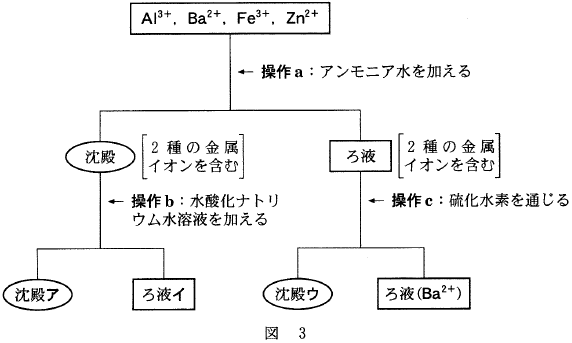 Al³⁺, Ba²⁺, Fe³⁺, Zn²⁺
← 操作a：アンモニア水を加える
沈殿
2種の金属
イオンを含む
ろ液
2種の金属
イオンを含む
← 操作b：水酸化ナトリ
ウム水溶液を加える
← 操作c：硫化水素を通じる
沈殿ア
ろ液イ
沈殿ウ
ろ液(Ba²⁺)
図 3